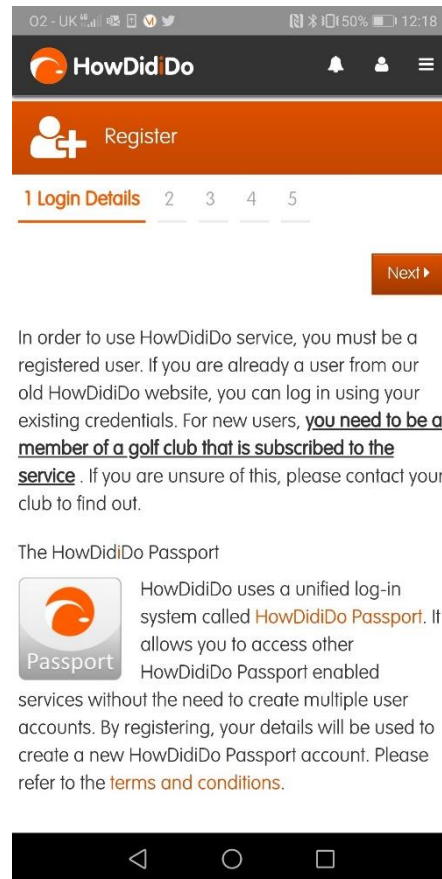 O2 - UK 50% 12:18
HowDidiDo
Register
1 Login Details 2 3 4 5
Next
In order to use HowDidiDo service, you must be a
registered user. If you are already a user from our
old HowDidiDo website, you can log in using your
existing credentials. For new users, you need to be a
member of a golf club that is subscribed to the
service . If you are unsure of this, please contact your
club to find out.
The HowDidiDo Passport
Passport
HowDidiDo uses a unified log-in
system called HowDidiDo Passport. It
allows you to access other
HowDidiDo Passport enabled
services without the need to create multiple user
accounts. By registering, your details will be used to
create a new HowDidiDo Passport account. Please
refer to the terms and conditions.